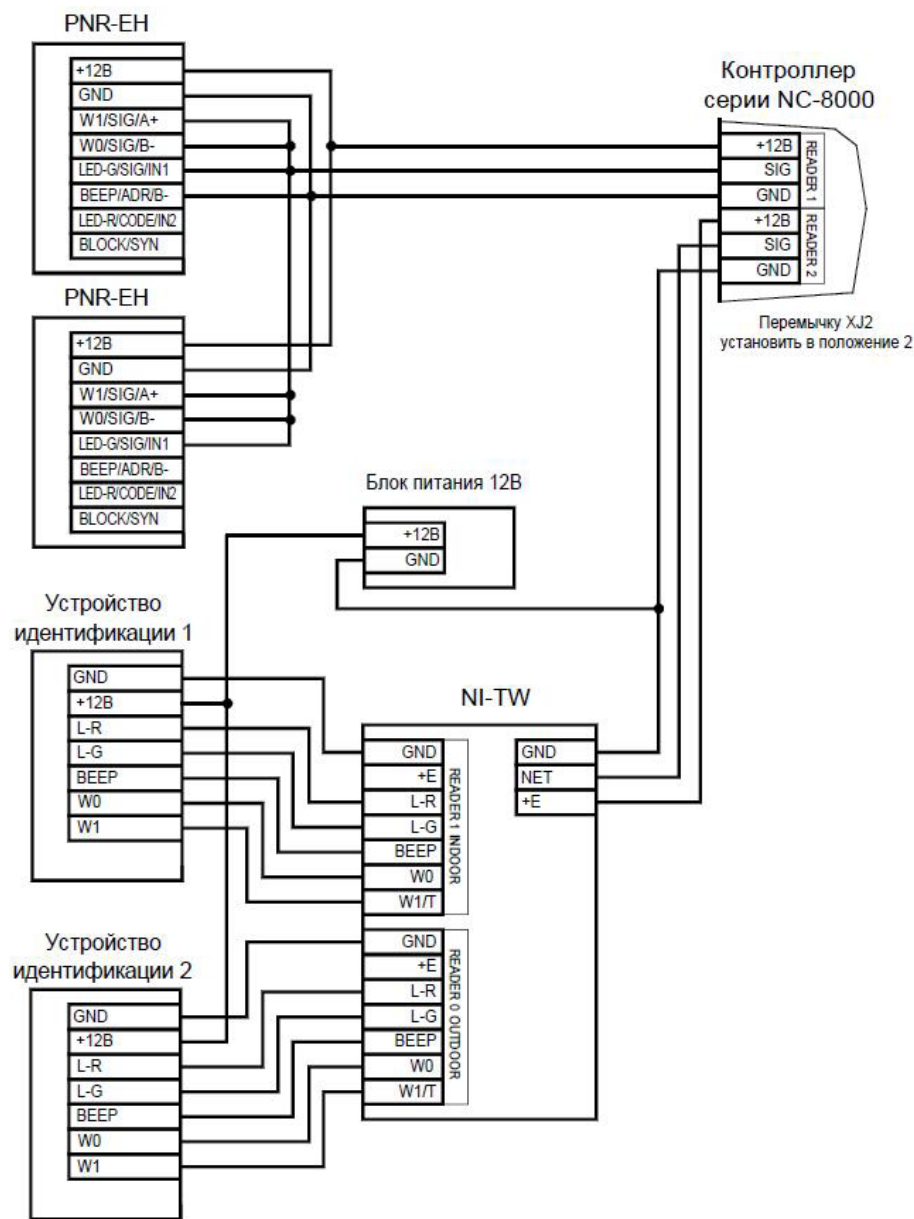 PNR-EH
+12В
GND
W1/SIG/A+
W0/SIG/B-
LED-G/SIG/IN1
BEEP/ADR/B-
LED-R/CODE/IN2
BLOCK/SYN
Контроллер
серии NC-8000
+12В
SIG
GND
READER 1
+12В
SIG
GND
READER 2
Перемычку XJ2
установить в положение 2
PNR-EH
+12В
GND
W1/SIG/A+
W0/SIG/B-
LED-G/SIG/IN1
BEEP/ADR/B-
LED-R/CODE/IN2
BLOCK/SYN
Блок питания 12В
+12В
GND
Устройство
идентификации 1
GND
+12В
L-R
L-G
BEEP
W0
W1
NI-TW
GND
+E
L-R
L-G
BEEP
W0
W1/T
READER 1 INDOOR
GND
+E
L-R
L-G
BEEP
W0
W1/T
READER 0 OUTDOOR
GND
NET
+E
Устройство
идентификации 2
GND
+12В
L-R
L-G
BEEP
W0
W1